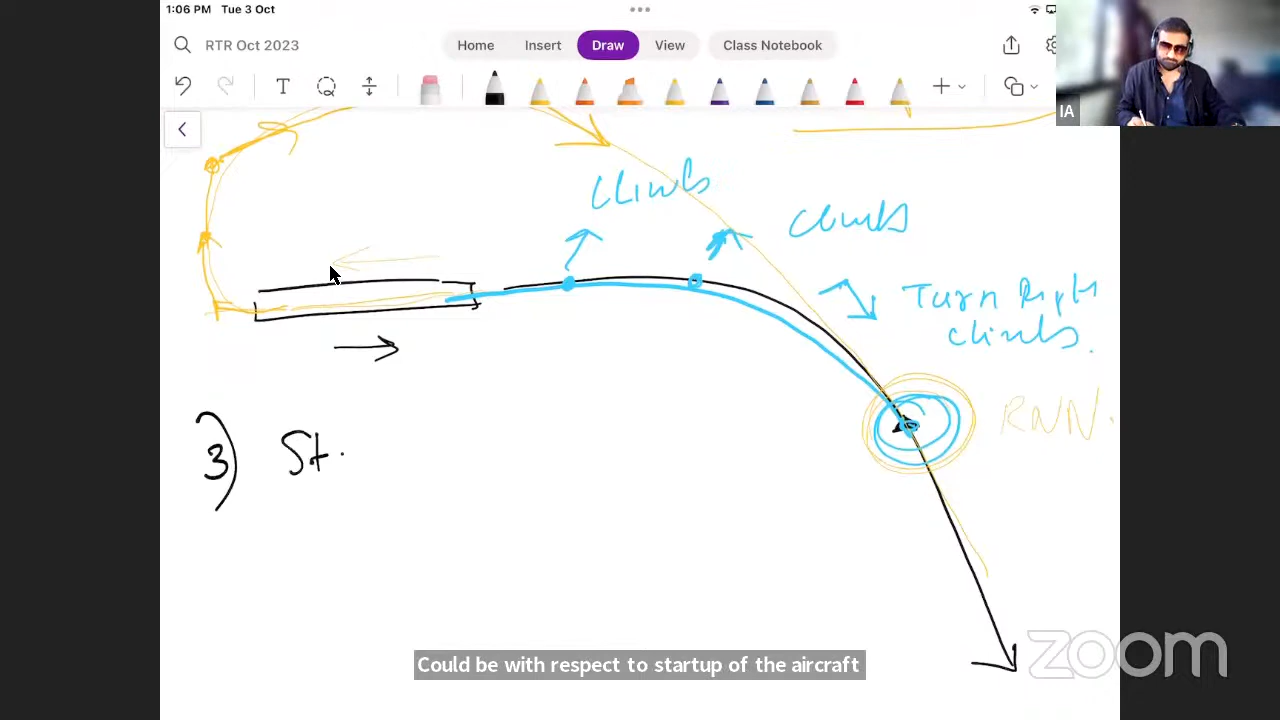 1:06 PM Tue 3 Oct
RTR Oct 2023
Home Insert Draw View Class Notebook
IA
Climb
Climb
Turn Right
climb.
RNN.
3) St.
Could be with respect to startup of the aircraft
zoom